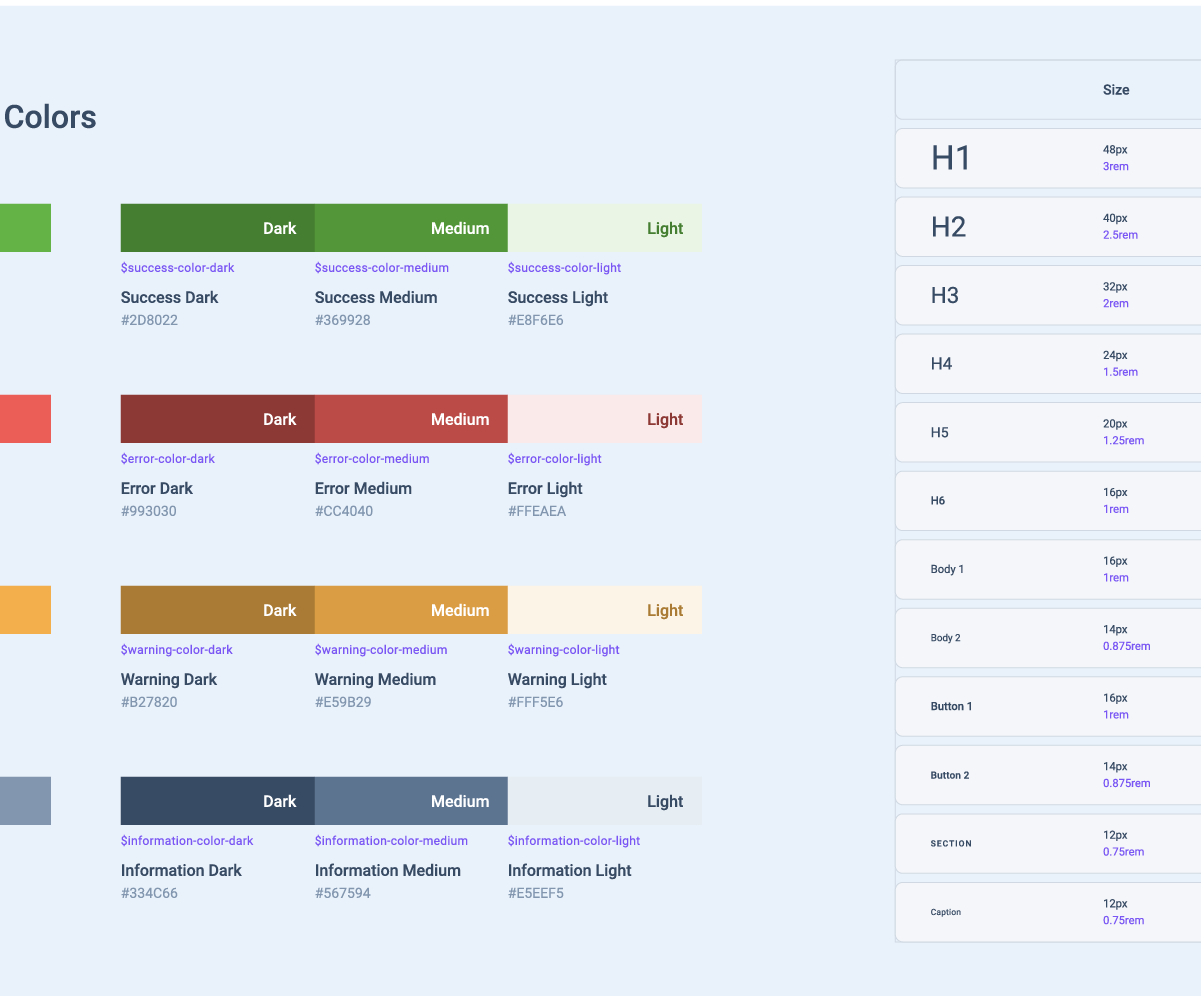 Colors
Dark Medium Light
$success-color-dark $success-color-medium $success-color-light
Success Dark Success Medium Success Light
#2D8022 #369928 #E8F6E6
Dark Medium Light
$error-color-dark $error-color-medium $error-color-light
Error Dark Error Medium Error Light
#993030 #CC4040 #FFEAEA
Dark Medium Light
$warning-color-dark $warning-color-medium $warning-color-light
Warning Dark Warning Medium Warning Light
#B27820 #E59B29 #FFF5E6
Dark Medium Light
$information-color-dark $information-color-medium $information-color-light
Information Dark Information Medium Information Light
#334C66 #567594 #E5EEF5
Size
H1 48px
3rem
H2 40px
2.5rem
H3 32px
2rem
H4 24px
1.5rem
H5 20px
1.25rem
H6 16px
1rem
Body 1 16px
1rem
Body 2 14px
0.875rem
Button 1 16px
1rem
Button 2 14px
0.875rem
SECTION 12px
0.75rem
Caption 12px
0.75rem